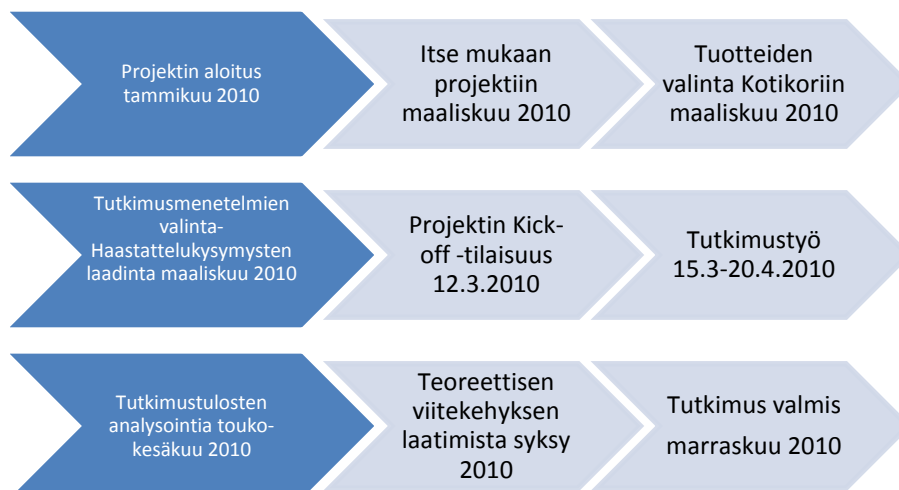 Projektin aloitus
tammikuu 2010
Itse mukaan
projektiin
maaliskuu 2010
Tuotteiden
valinta Kotikoriin
maaliskuu 2010
Tutkimusmenetelmien
valinta-
Haastattelukysymysten
laadinta maaliskuu 2010
Projektin Kick-
off -tilaisuus
12.3.2010
Tutkimustyö
15.3-20.4.2010
Tutkimustulosten
analysointia touko-
kesäkuu 2010
Teoreettisen
viitekehyksen
laatimista syksy
2010
Tutkimus valmis
marraskuu 2010